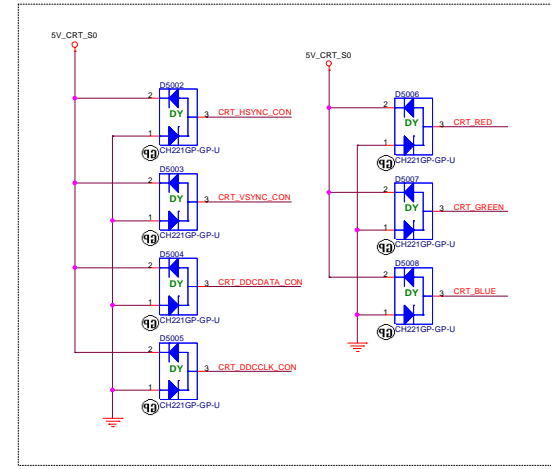 5V_CRT_S0
D5002
2
DY
3
CRT_HSYNC_CON
1
CH221GP-GP-U
D5003
2
DY
3
CRT_VSYNC_CON
1
CH221GP-GP-U
D5004
2
DY
3
CRT_DDCDATA_CON
1
CH221GP-GP-U
D5005
2
DY
3
CRT_DDCCLK_CON
1
CH221GP-GP-U
5V_CRT_S0
D5006
2
DY
3
CRT_RED
1
CH221GP-GP-U
D5007
2
DY
3
CRT_GREEN
1
CH221GP-GP-U
D5008
2
DY
3
CRT_BLUE
1
CH221GP-GP-U